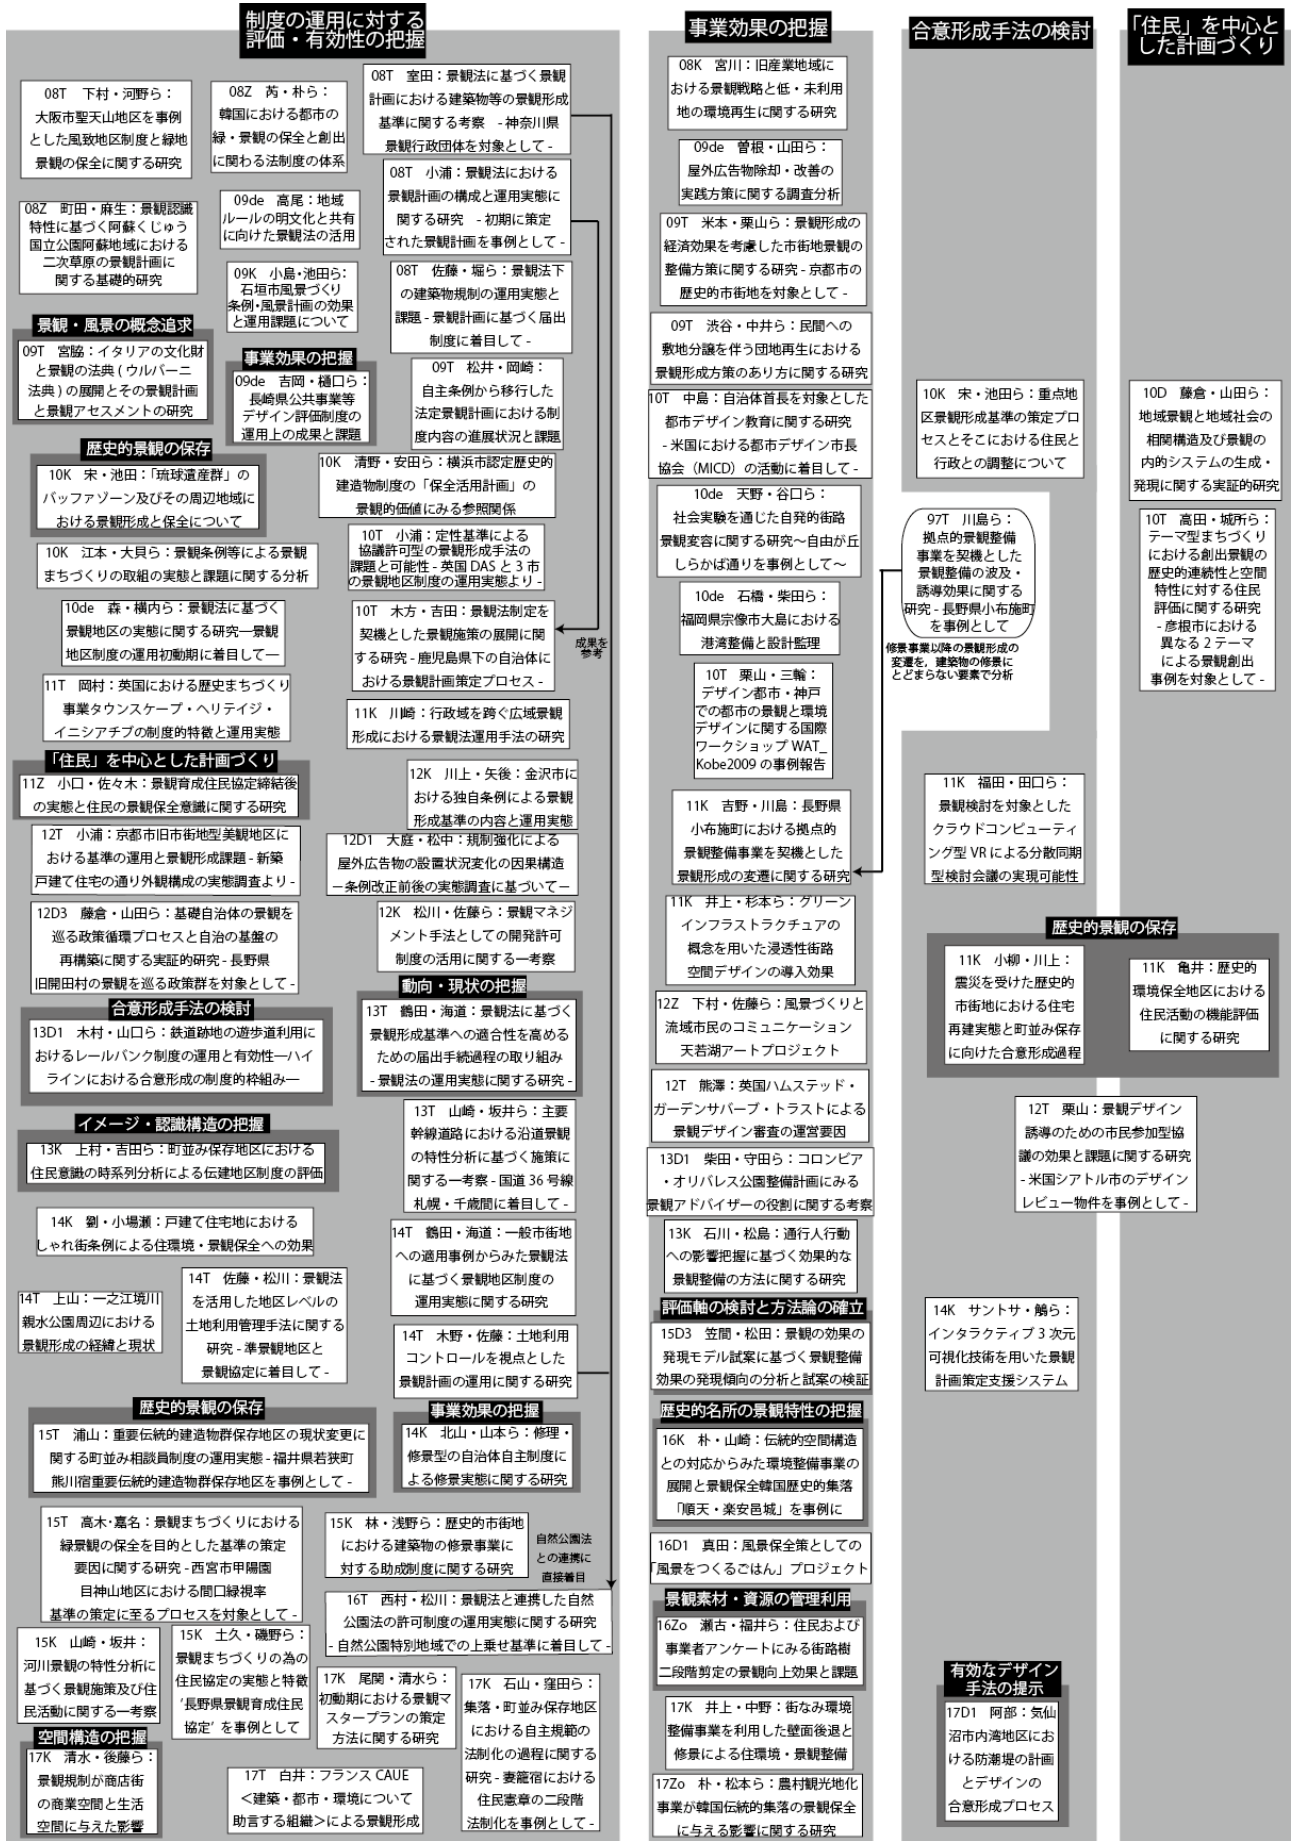 制度の運用に対する
評価・有効性の把握
08T　下村・河野ら：
大阪市聖天山地区を事例
とした風致地区制度と緑地
景観の保全に関する研究
08Z　芮・朴ら：
韓国における都市の
緑・景観の保全と創出
に関わる法制度の体系
08T　室田：景観法に基づく景観
計画における建築物等の景観形成
基準に関する考察　- 神奈川県
景観行政団体を対象として -
08T　小浦：景観法における
景観計画の構成と運用実態に
関する研究　- 初期に策定
された景観計画を事例として -
08Z　町田・麻生：景観認識
特性に基づく阿蘇くじゅう
国立公園阿蘇地域における
二次草原の景観計画に
関する基礎的研究
09de　高尾：地域
ルールの明文化と共有
に向けた景観法の活用
09K　小島・池田ら：
石垣市風景づくり
条例・風景計画の効果
と運用課題について
08T　佐藤・堀ら：景観法下
の建築物規制の運用実態と
課題 - 景観計画に基づく届出
制度に着目して -
景観・風景の概念追求
09T　宮脇：イタリアの文化財
と景観の法典 ( ウルバーニ
法典 ) の展開とその景観計画
と景観アセスメントの研究
事業効果の把握
09de　吉岡・樋口ら：
長崎県公共事業等
デザイン評価制度の
運用上の成果と課題
09T　松井・岡崎：
自主条例から移行した
法定景観計画における制
度内容の進展状況と課題
歴史的景観の保存
10K　宋・池田：「琉球遺産群」の
バッファゾーン及びその周辺地域に
おける景観形成と保全について
10K　清野・安田ら：横浜市認定歴史的
建造物制度の「保全活用計画」の
景観的価値にみる参照関係
10K　江本・大貝ら：景観条例等による景観
まちづくりの取組の実態と課題に関する分析
10T　小浦：定性基準による
協議許可型の景観形成手法の
課題と可能性 - 英国 DAS と 3 市
の景観地区制度の運用実態より -
10de　森・横内ら：景観法に基づく
景観地区の実態に関する研究―景観
地区制度の運用初動期に着目して―
10T　木方・吉田：景観法制定を
契機とした景観施策の展開に関
する研究 - 鹿児島県下の自治体に
おける景観計画策定プロセス -
成果を
参考
11T　岡村：英国における歴史まちづくり
事業タウンスケープ・ヘリテイジ・
イニシアチブの制度的特徴と運用実態
11K　川崎：行政域を跨ぐ広域景観
形成における景観法運用手法の研究
「住民」を中心とした計画づくり
11Z　小口・佐々木：景観育成住民協定締結後
の実態と住民の景観保全意識に関する研究
12K　川上・矢後：金沢市に
おける独自条例による景観
形成基準の内容と運用実態
12T　小浦：京都市旧市街地型美観地区に
おける基準の運用と景観形成課題 - 新築
戸建て住宅の通り外観構成の実態調査より -
12D1　大庭・松中：規制強化による
屋外広告物の設置状況変化の因果構造
－条例改正前後の実態調査に基づいて－
12D3　藤倉・山田ら：基礎自治体の景観を
巡る政策循環プロセスと自治の基盤の
再構築に関する実証的研究 - 長野県
旧開田村の景観を巡る政策群を対象として -
12K　松川・佐藤ら：景観マネジ
メント手法としての開発許可
制度の活用に関する一考察
合意形成手法の検討
13D1　木村・山口ら：鉄道跡地の遊歩道利用に
おけるレールバンク制度の運用と有効性―ハイ
ラインにおける合意形成の制度的枠組み―
動向・現状の把握
13T　鶴田・海道：景観法に基づく
景観形成基準への適合性を高める
ための届出手続過程の取り組み
- 景観法の運用実態に関する研究 -
イメージ・認識構造の把握
13K　上村・吉田ら：町並み保存地区における
住民意識の時系列分析による伝建地区制度の評価
13T　山崎・坂井ら：主要
幹線道路における沿道景観
の特性分析に基づく施策に
関する一考察 - 国道 36 号線
札幌・千歳間に着目して -
14K　劉・小場瀬：戸建て住宅地における
しゃれ街条例による住環境・景観保全への効果
14T　鶴田・海道：一般市街地
への適用事例からみた景観法
に基づく景観地区制度の
運用実態に関する研究
14T　上山：一之江境川
親水公園周辺における
景観形成の経緯と現状
14T　佐藤・松川：景観法
を活用した地区レベルの
土地利用管理手法に関する
研究 - 準景観地区と
景観協定に着目して -
14T　木野・佐藤：土地利用
コントロールを視点とした
景観計画の運用に関する研究
歴史的景観の保存
15T　浦山：重要伝統的建造物群保存地区の現状変更に
関する町並み相談員制度の運用実態 - 福井県若狭町
熊川宿重要伝統的建造物群保存地区を事例として -
事業効果の把握
14K　北山・山本ら：修理・
修景型の自治体自主制度に
よる修景実態に関する研究
15T　高木・嘉名：景観まちづくりにおける
緑景観の保全を目的とした基準の策定
要因に関する研究 - 西宮市甲陽園
目神山地区における間口緑視率
基準の策定に至るプロセスを対象として -
15K　林・浅野ら：歴史的市街地
における建築物の修景事業に
対する助成制度に関する研究
自然公園法
との連携に
直接着目
16T　西村・松川：景観法と連携した自然
公園法の許可制度の運用実態に関する研究
- 自然公園特別地域での上乗せ基準に着目して -
15K　山崎・坂井：
河川景観の特性分析に
基づく景観施策及び住
民活動に関する一考察
15K　土久・磯野ら：
景観まちづくりの為の
住民協定の実態と特徴
‘長野県景観育成住民
協定’を事例として
17K　尾関・清水ら：
初動期における景観マ
スタープランの策定
方法に関する研究
17K　石山・窪田ら：
集落・町並み保存地区
における自主規範の
法制化の過程に関する
研究 - 妻籠宿における
住民憲章の二段階
法制化を事例として -
空間構造の把握
17K　清水・後藤ら：
景観規制が商店街
の商業空間と生活
空間に与えた影響
17T　白井：フランス CAUE
＜建築・都市・環境について
助言する組織＞による景観形成
事業効果の把握
08K　宮川：旧産業地域に
おける景観戦略と低・未利用
地の環境再生に関する研究
09de　曽根・山田ら：
屋外広告物除却・改善の
実践方策に関する調査分析
09T　米本・栗山ら：景観形成の
経済効果を考慮した市街地景観の
整備方策に関する研究 - 京都市の
歴史的市街地を対象として -
09T　渋谷・中井ら：民間への
敷地分譲を伴う団地再生における
景観形成方策のあり方に関する研究
10T　中島：自治体首長を対象とした
都市デザイン教育に関する研究
- 米国における都市デザイン市長
協会（MICD）の活動に着目して -
10de　天野・谷口ら：
社会実験を通じた自発的街路
景観変容に関する研究～自由が丘
しらかば通りを事例として～
10de　石橋・柴田ら：
福岡県宗像市大島における
港湾整備と設計監理
10T　栗山・三輪：
デザイン都市・神戸
での都市の景観と環境
デザインに関する国際
ワークショップ WAT_
Kobe2009 の事例報告
11K　吉野・川島：長野県
小布施町における拠点的
景観整備事業を契機とした
景観形成の変遷に関する研究
11K　井上・杉本ら：グリーン
インフラストラクチュアの
概念を用いた浸透性街路
空間デザインの導入効果
12Z　下村・佐藤ら：風景づくりと
流域市民のコミュニケーション
天若湖アートプロジェクト
12T　熊澤：英国ハムステッド・
ガーデンサバーブ・トラストによる
景観デザイン審査の運営要因
13D1　柴田・守田ら：コロンビア
・オリバレス公園整備計画にみる
景観アドバイザーの役割に関する考察
13K　石川・松島：通行人行動
への影響把握に基づく効果的な
景観整備の方法に関する研究
評価軸の検討と方法論の確立
15D3　笠間・松田：景観の効果の
発現モデル試案に基づく景観整備
効果の発現傾向の分析と試案の検証
歴史的名所の景観特性の把握
16K　朴・山崎：伝統的空間構造
との対応からみた環境整備事業の
展開と景観保全韓国歴史的集落
「順天・楽安邑城」を事例に
16D1　真田：風景保全策としての
「風景をつくるごはん」プロジェクト
景観素材・資源の管理利用
16Zo　瀬古・福井ら：住民および
事業者アンケートにみる街路樹
二段階剪定の景観向上効果と課題
17K　井上・中野：街なみ環境
整備事業を利用した壁面後退と
修景による住環境・景観整備
17Zo　朴・松本ら：農村観光地化
事業が韓国伝統的集落の景観保全
に与える影響に関する研究
合意形成手法の検討
10K　宋・池田ら：重点地
区景観形成基準の策定プロ
セスとそこにおける住民と
行政との調整について
97T　川島ら：
拠点的景観整備
事業を契機とした
景観整備の波及・
誘導効果に関する
研究 - 長野県小布施町
を事例として
修景事業以降の景観形成の
変遷を，建築物の修景に
とどまらない要素で分析
11K　福田・田口ら：
景観検討を対象とした
クラウドコンピューティ
ング型 VR による分散同期
型検討会議の実現可能性
歴史的景観の保存
11K　小柳・川上：
震災を受けた歴史的
市街地における住宅
再建実態と町並み保存
に向けた合意形成過程
11K　亀井：歴史的
環境保全地区における
住民活動の機能評価
に関する研究
12T　栗山：景観デザイン
誘導のための市民参加型協
議の効果と課題に関する研究
- 米国シアトル市のデザイン
レビュー物件を事例として -
14K　サントサ・鵤ら：
インタラクティブ 3 次元
可視化技術を用いた景観
計画策定支援システム
有効なデザイン
手法の提示
17D1　阿部：気仙
沼市内湾地区にお
ける防潮堤の計画
とデザインの
合意形成プロセス
「住民」を中心と
した計画づくり
10D　藤倉・山田ら：
地域景観と地域社会の
相関構造及び景観の
内的システムの生成・
発現に関する実証的研究
10T　高田・城所ら：
テーマ型まちづくり
における創出景観の
歴史的連続性と空間
特性に対する住民
評価に関する研究
- 彦根市における
異なる 2 テーマ
による景観創出
事例を対象として -